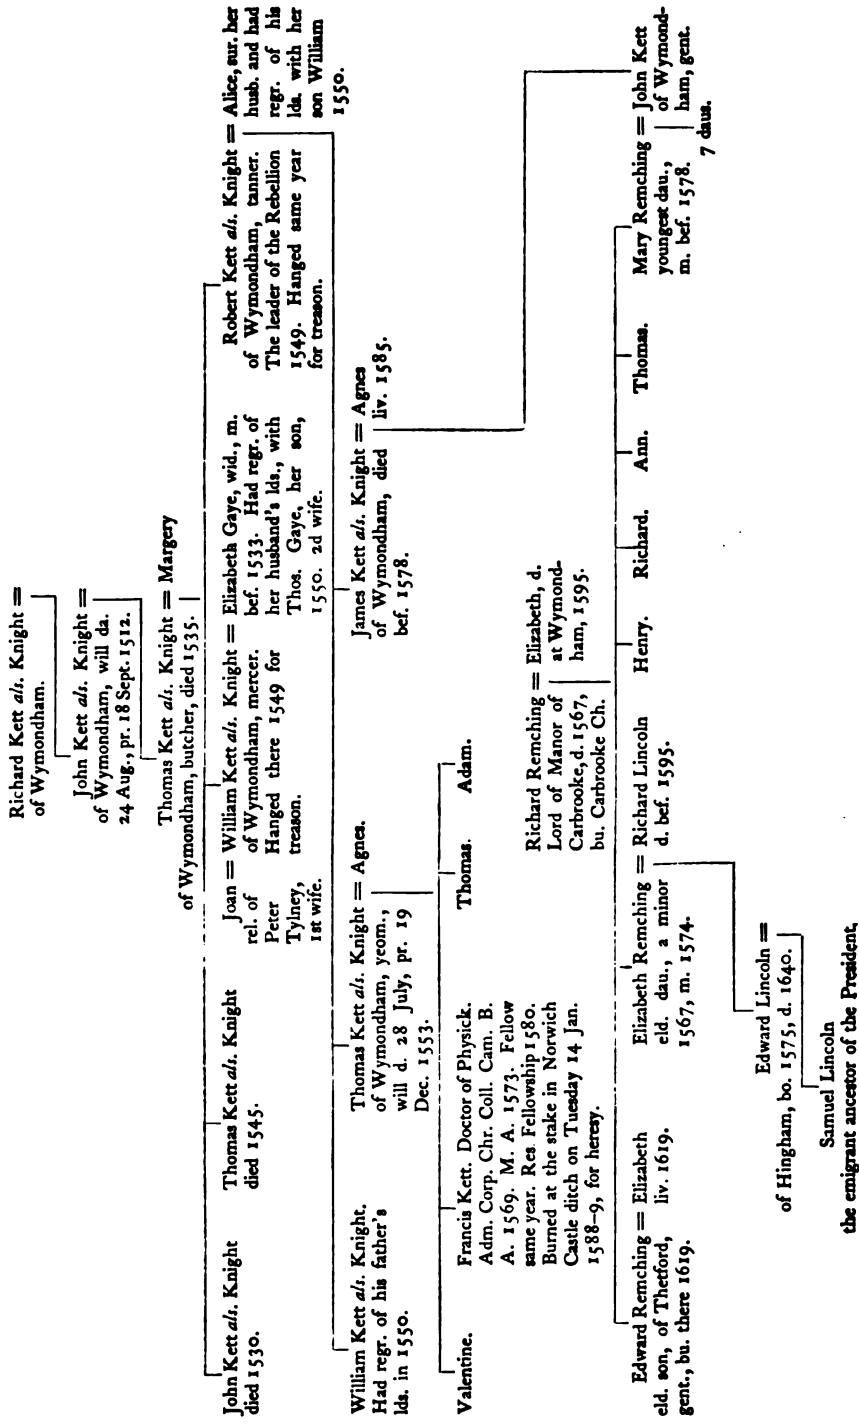 Richard Kett als. Knight =
of Wymondham.
John Kett als. Knight =
of Wymondham, will da.
24 Aug., pr. 18 Sept. 1512.
Thomas Kett als. Knight = Margery
of Wymondham, butcher, died 1535.
John Kett als. Knight
died 1530.
Thomas Kett als. Knight
died 1545.
Joan = William Kett als. Knight = Elizabeth Gaye, wid., m.
rel. of
Peter
Tylney,
1st wife.
of Wymondham, mercer.
Hanged there 1549 for
treason.
bef. 1533. Had regr. of
her husband's lds., with
Thos. Gaye, her son,
1550. 2d wife.
Robert Kett als. Knight = Alice, sur. her
of Wymondham, tanner.
The leader of the Rebellion
1549. Hanged same year
for treason.
husb. and had
regr. of his
lds. with her
son William
1550.
William Kett als. Knight.
Had regr. of his father's
lds. in 1550.
Thomas Kett als. Knight = Agnes.
of Wymondham, yeom.,
will d. 28 July, pr. 19
Dec. 1553.
James Kett als. Knight = Agnes
of Wymondham, died
bef. 1578.
liv. 1585.
Valentine.
Francis Kett. Doctor of Physick.
Adm. Corp. Chr. Coll. Cam. B.
A. 1569. M. A. 1573. Fellow
same year. Res. Fellowship 1580.
Burned at the stake in Norwich
Castle ditch on Tuesday 14 Jan.
1588-9, for heresy.
Thomas.
Adam.
Richard Remching = Elizabeth, d.
Lord of Manor of
Carbrooke, d. 1567,
bu. Carbrooke Ch.
at Wymond-
ham, 1595.
Edward Remching = Elizabeth
eld. son, of Thetford,
gent., bu. there 1619.
liv. 1619.
Elizabeth Remching = Richard Lincoln
eld. dau., a minor
1567, m. 1574.
d. bef. 1595.
Henry.
Richard.
Ann.
Thomas.
Mary Remching = John Kett
youngest dau.,
m. bef. 1578.
of Wymond-
ham, gent.
7 daus.
Edward Lincoln =
of Hingham, bo. 1575, d. 1640.
Samuel Lincoln
the emigrant ancestor of the President.